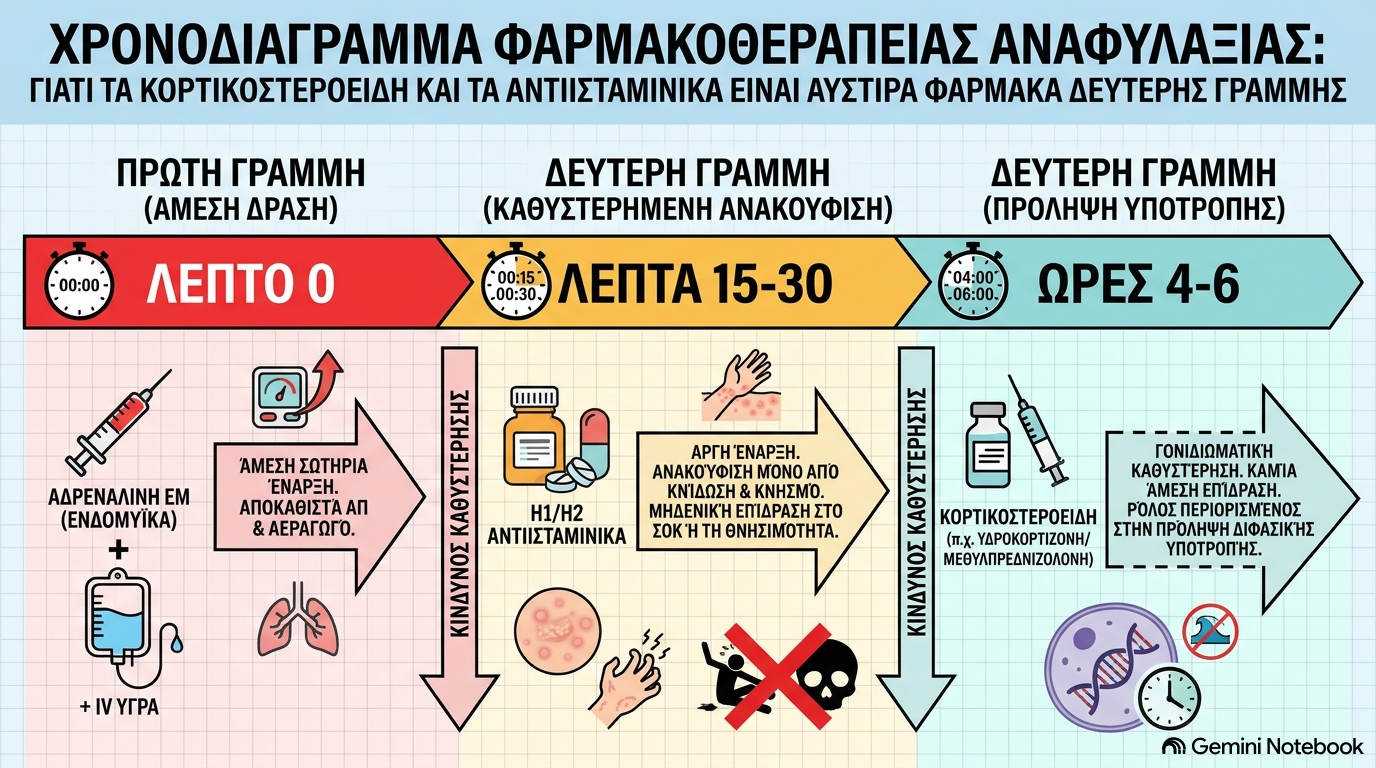 ΧΡΟΝΟΔΙΑΓΡΑΜΜΑ ΦΑΡΜΑΚΟΘΕΡΑΠΕΙΑΣ ΑΝΑΦΥΛΑΞΙΑΣ:
ΓΙΑΤΙ ΤΑ ΚΟΡΤΙΚΟΣΤΕΡΟΕΙΔΗ ΚΑΙ ΤΑ ΑΝΤΙΙΣΤΑΜΙΝΙΚΑ ΕΙΝΑΙ ΑΥΣΤΙΡΑ ΦΑΡΜΑΚΑ ΔΕΥΤΕΡΗΣ ΓΡΑΜΜΗΣ
ΠΡΩΤΗ ΓΡΑΜΜΗ
(ΑΜΕΣΗ ΔΡΑΣΗ)
00:00
ΛΕΠΤΟ 0
ΑΔΡΕΝΑΛΙΝΗ ΕΜ
(ΕΝΔΟΜΥΪΚΑ)
+
+ IV ΥΓΡΑ
ΆΜΕΣΗ ΣΩΤΗΡΙΑ
ΈΝΑΡΞΗ.
ΑΠΟΚΑΘΙΣΤΆ ΑΠ
& ΑΕΡΑΓΩΓΌ.
ΚΙΝΔΥΝΟΣ ΚΑΘΥΣΤΕΡΗΣΗΣ
ΔΕΥΤΕΡΗ ΓΡΑΜΜΗ
(ΚΑΘΥΣΤΕΡΗΜΕΝΗ ΑΝΑΚΟΥΦΙΣΗ)
00:15
00:30
ΛΕΠΤΑ 15-30
Η1/Η2
ΑΝΤΙΙΣΤΑΜΙΝΙΚΑ
ΑΡΓΗ ΈΝΑΡΞΗ.
ΑΝΑΚΟΎΦΙΣΗ ΜΌΝΟ ΑΠΌ
ΚΝΊΔΩΣΗ & ΚΝΗΣΜΌ.
ΜΗΔΕΝΙΚΉ ΕΠΊΔΡΑΣΗ ΣΤΟ
ΣΟΚ Ή ΤΗ ΘΝΗΣΙΜΌΤΗΤΑ.
ΚΙΝΔΥΝΟΣ ΚΑΘΥΣΤΕΡΗΣΗΣ
ΔΕΥΤΕΡΗ ΓΡΑΜΜΗ
(ΠΡΟΛΗΨΗ ΥΠΟΤΡΟΠΗΣ)
04:00
06:00
ΩΡΕΣ 4-6
ΚΟΡΤΙΚΟΣΤΕΡΟΕΙΔΗ
(π.χ. ΥΔΡΟΚΟΡΤΙΖΟΝΗ/
ΜΕΘΥΛΠΡΕΔΝΙΖΟΛΟΝΗ)
ΓΟΝΙΔΙΩΜΑΤΙΚΉ
ΚΑΘΥΣΤΈΡΗΣΗ. ΚΑΜΊΑ
ΆΜΕΣΗ ΕΠΊΔΡΑΣΗ.
ΡΌΛΟΣ ΠΕΡΙΟΡΙΣΜΈΝΟΣ
ΣΤΗΝ ΠΡΌΛΗΨΗ ΔΙΦΑΣΙΚΉΣ
ΥΠΟΤΡΟΠΉΣ.
Gemini Notebook